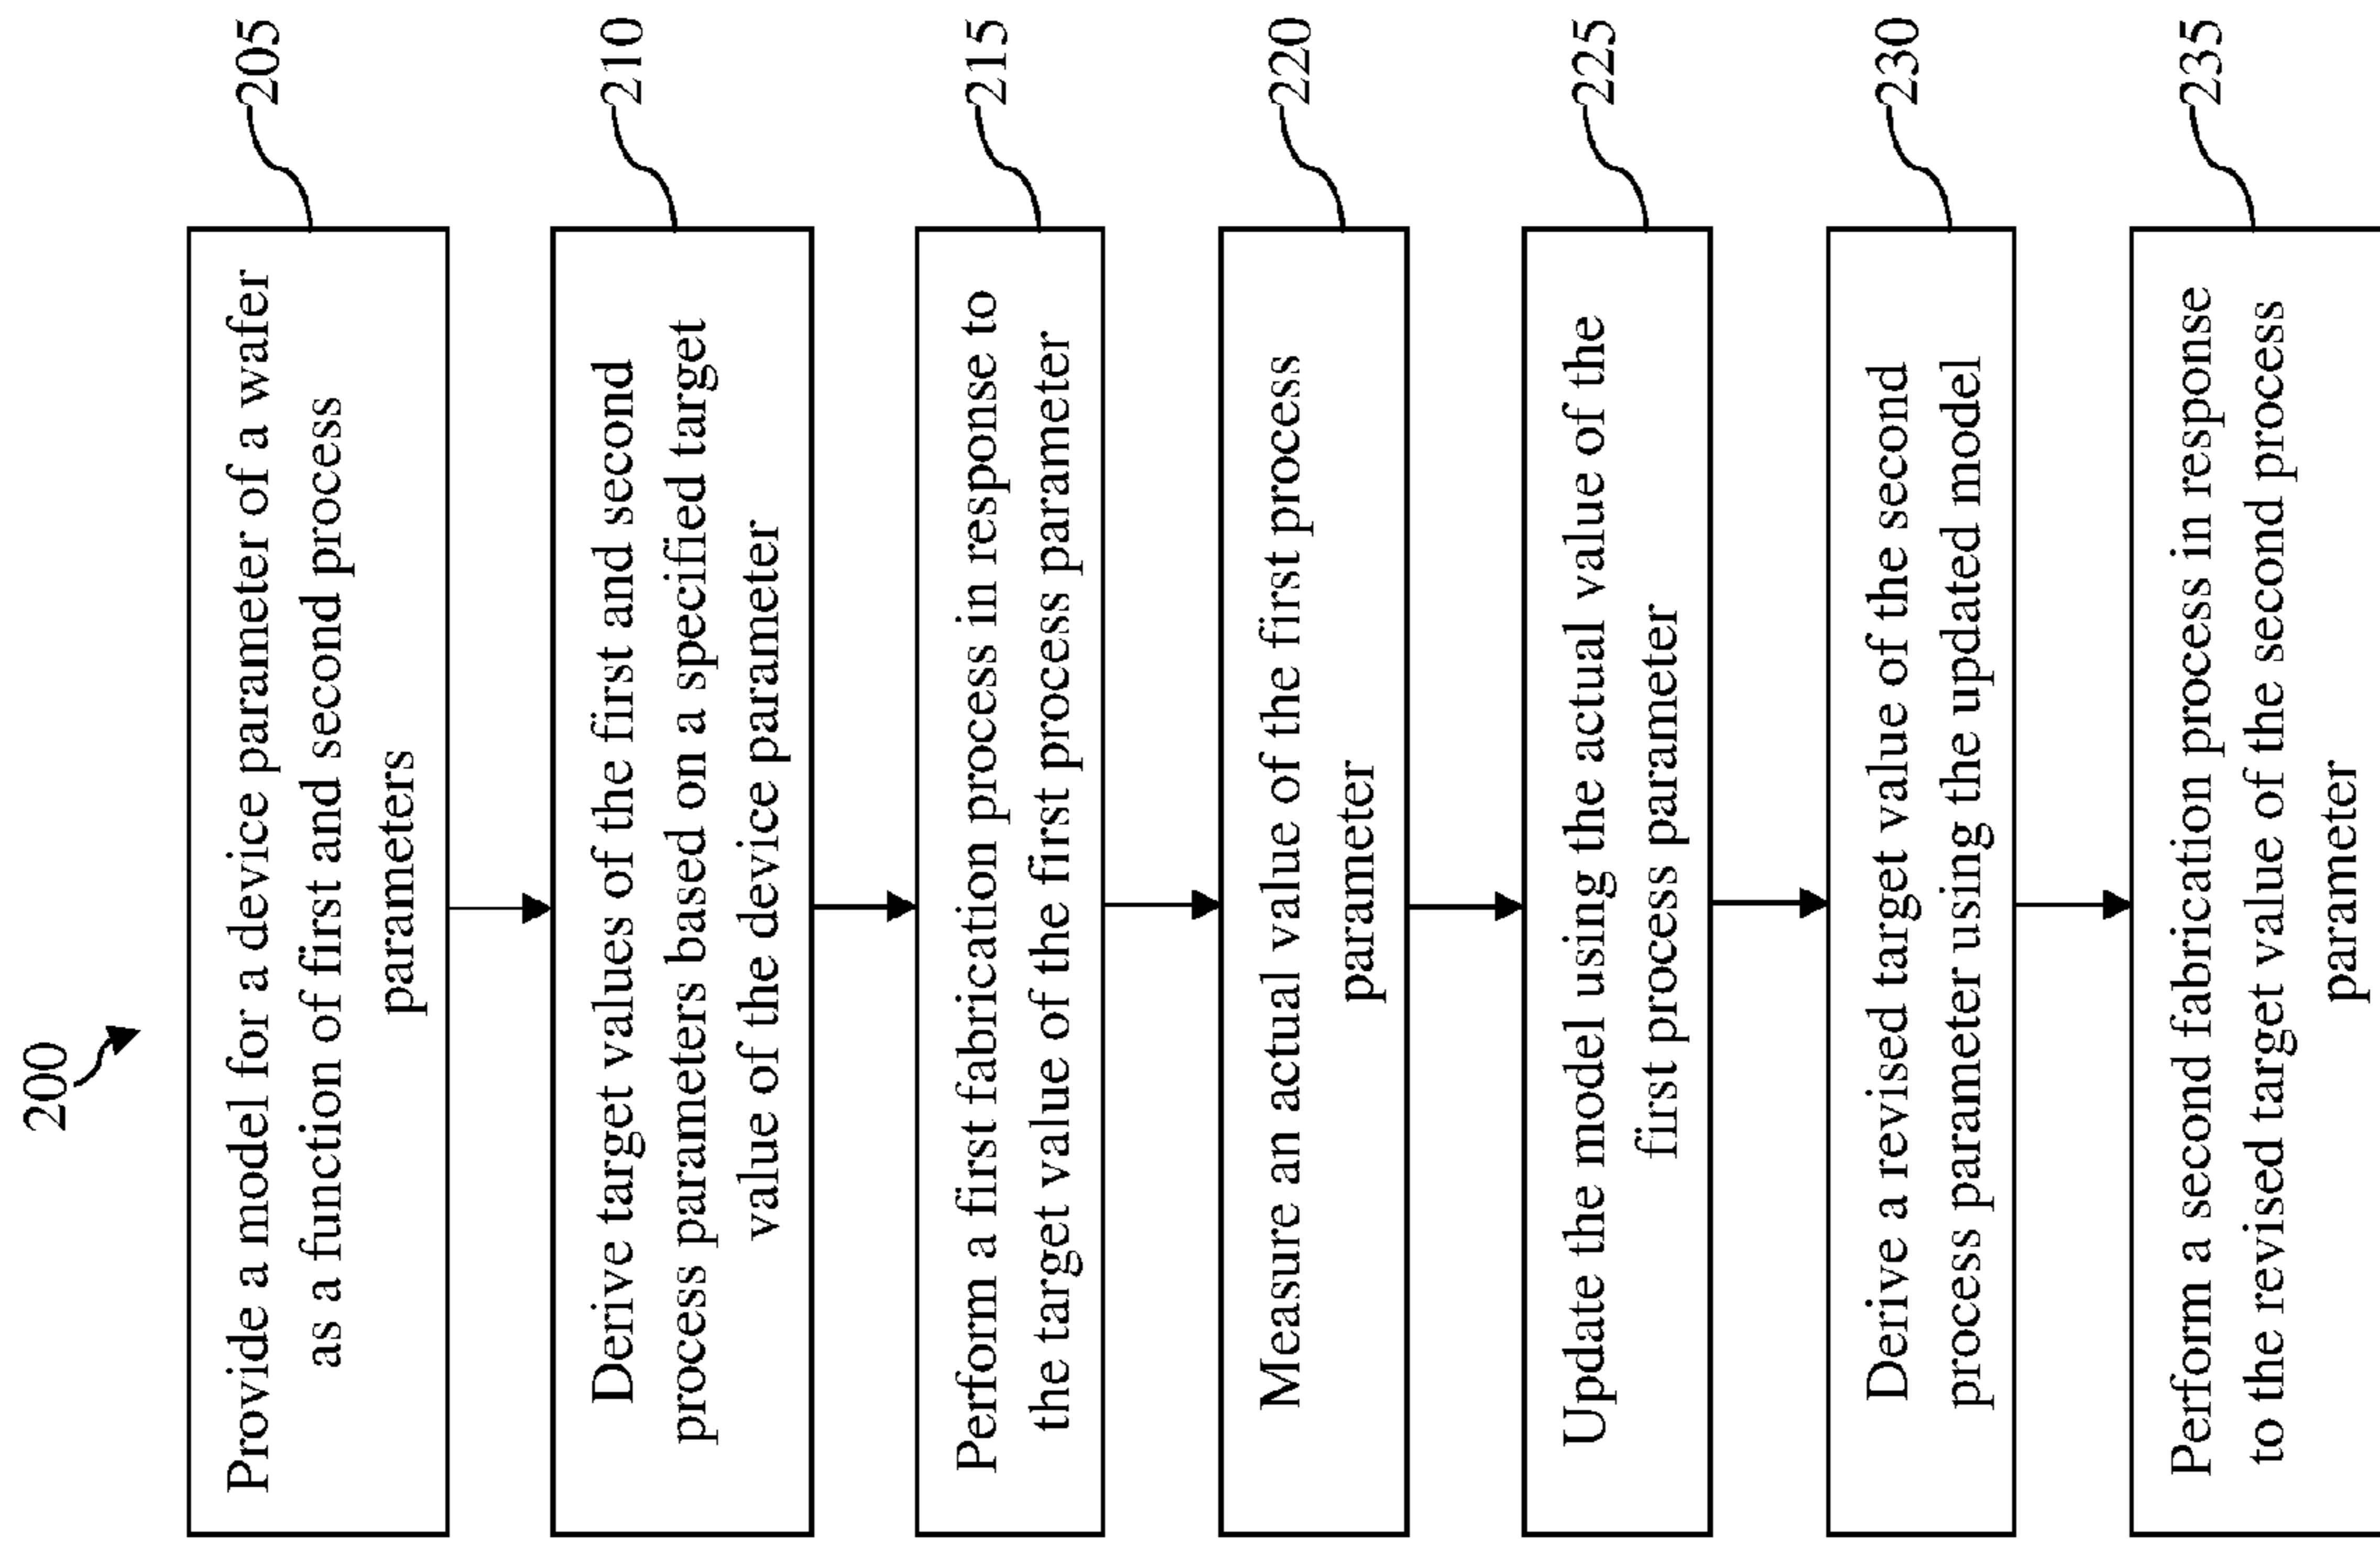 200
Provide a model for a device parameter of a wafer
as a function of first and second process
parameters
205
Derive target values of the first and second
process parameters based on a specified target
value of the device parameter
210
Perform a first fabrication process in response to
the target value of the first process parameter
215
Measure an actual value of the first process
parameter
220
Update the model using the actual value of the
first process parameter
225
Derive a revised target value of the second
process parameter using the updated model
230
Perform a second fabrication process in response
to the revised target value of the second process
parameter
235